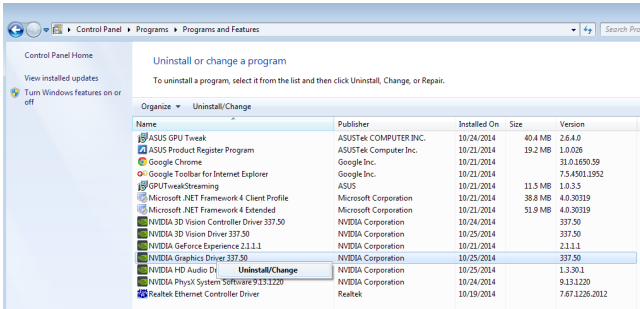 Control Panel ▸ Programs ▸ Programs and Features
Search Pro
Control Panel Home
View installed updates
Turn Windows features on or
off
Uninstall or change a program
To uninstall a program, select it from the list and then click Uninstall, Change, or Repair.
Organize Uninstall/Change
Name Publisher Installed On Size Version
ASUS GPU Tweak ASUSTek COMPUTER INC. 10/24/2014 40.4 MB 2.6.4.0
ASUS Product Register Program ASUSTek Computer Inc. 10/21/2014 19.2 MB 1.0.026
Google Chrome Google Inc. 10/21/2014 31.0.1650.59
Google Toolbar for Internet Explorer Google Inc. 10/21/2014 7.5.4501.1952
GPUTweakStreaming ASUS 10/21/2014 11.5 MB 1.0.3.5
Microsoft .NET Framework 4 Client Profile Microsoft Corporation 10/21/2014 38.8 MB 4.0.30319
Microsoft .NET Framework 4 Extended Microsoft Corporation 10/21/2014 51.9 MB 4.0.30319
NVIDIA 3D Vision Controller Driver 337.50 NVIDIA Corporation 10/24/2014 337.50
NVIDIA 3D Vision Driver 337.50 NVIDIA Corporation 10/25/2014 337.50
NVIDIA GeForce Experience 2.1.1.1 NVIDIA Corporation 10/21/2014 2.1.1.1
NVIDIA Graphics Driver 337.50 NVIDIA Corporation 10/25/2014 337.50
NVIDIA HD Audio Dr Uninstall/Change NVIDIA Corporation 10/25/2014 1.3.30.1
NVIDIA PhysX System Software 9.13.1220 NVIDIA Corporation 10/24/2014 9.13.1220
Realtek Ethernet Controller Driver Realtek 10/19/2014 7.67.1226.2012